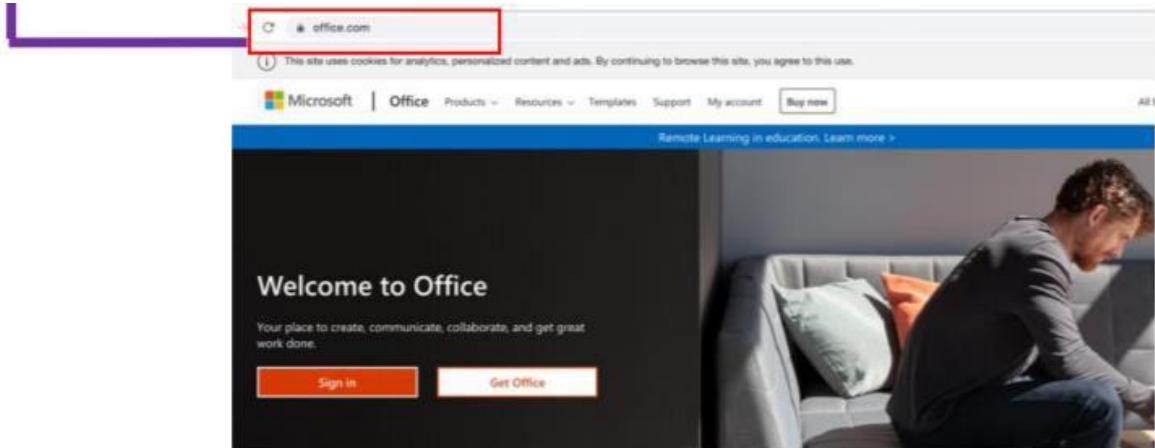 office.com
This site uses cookies for analytics, personalized content and ads. By continuing to browse this site, you agree to this use.
Microsoft | Office Products Resources Templates Support My account Buy now All
Remote Learning in education. Learn more >
Welcome to Office
Your place to create, communicate, collaborate, and get great
work done.
Sign in Get Office